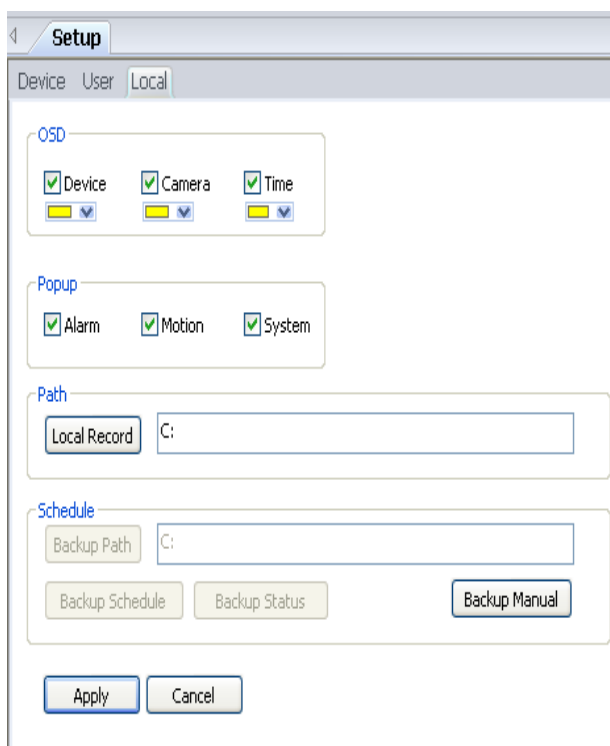 Setup
Device User Local
OSD
Device Camera Time
Popup
Alarm Motion System
Path
Local Record C:
Schedule
Backup Path C:
Backup Schedule Backup Status Backup Manual
Apply Cancel